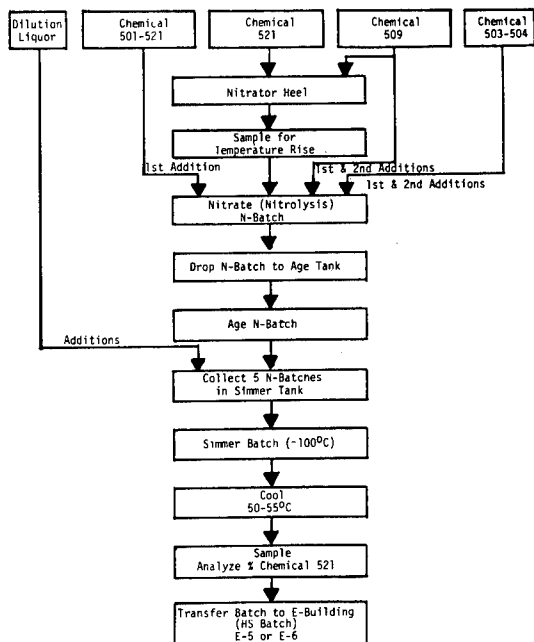 Dilution
Liquor
Chemical
501-521
Chemical
521
Chemical
509
Chemical
503-504
Nitrator Heel
Sample for
Temperature Rise
1st Addition
1st & 2nd Additions
1st & 2nd Additions
Nitrate (Nitrolysis)
N-Batch
Drop N-Batch to Age Tank
Age N-Batch
Additions
Collect 5 N-Batches
in Simmer Tank
Simmer Batch (~100°C)
Cool
50-55°C
Sample
Analyze % Chemical 521
Transfer Batch to E-Building
(HS Batch)
E-5 or E-6